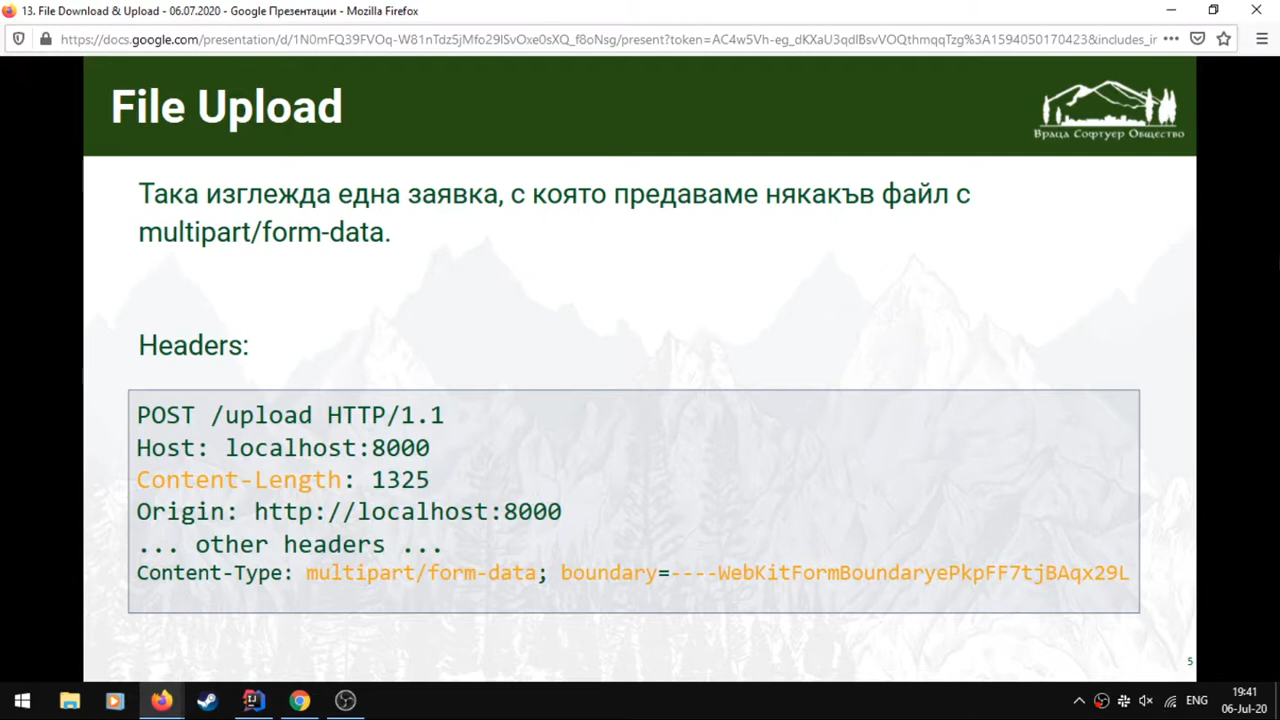 13. File Download & Upload - 06.07.2020 - Google Презентации - Mozilla Firefox
https://docs.google.com/presentation/d/1N0mFQ39FVOq-W81nTdz5jMfo29lSvOxe0sXQ_f8oNsg/present?token=AC4w5Vh-eg_dKXaU3qdlBsvVOQthmqqTzg%3A1594050170423&includes_ir
File Upload
Враца Софтуер Общество
Така изглежда една заявка, с която предаваме някакъв файл с
multipart/form-data.
Headers:
POST /upload HTTP/1.1
Host: localhost:8000
Content-Length: 1325
Origin: http://localhost:8000
... other headers ...
Content-Type: multipart/form-data; boundary=----WebKitFormBoundaryePkpFF7tjBAqx29L
5
ENG
19:41
06-Jul-20